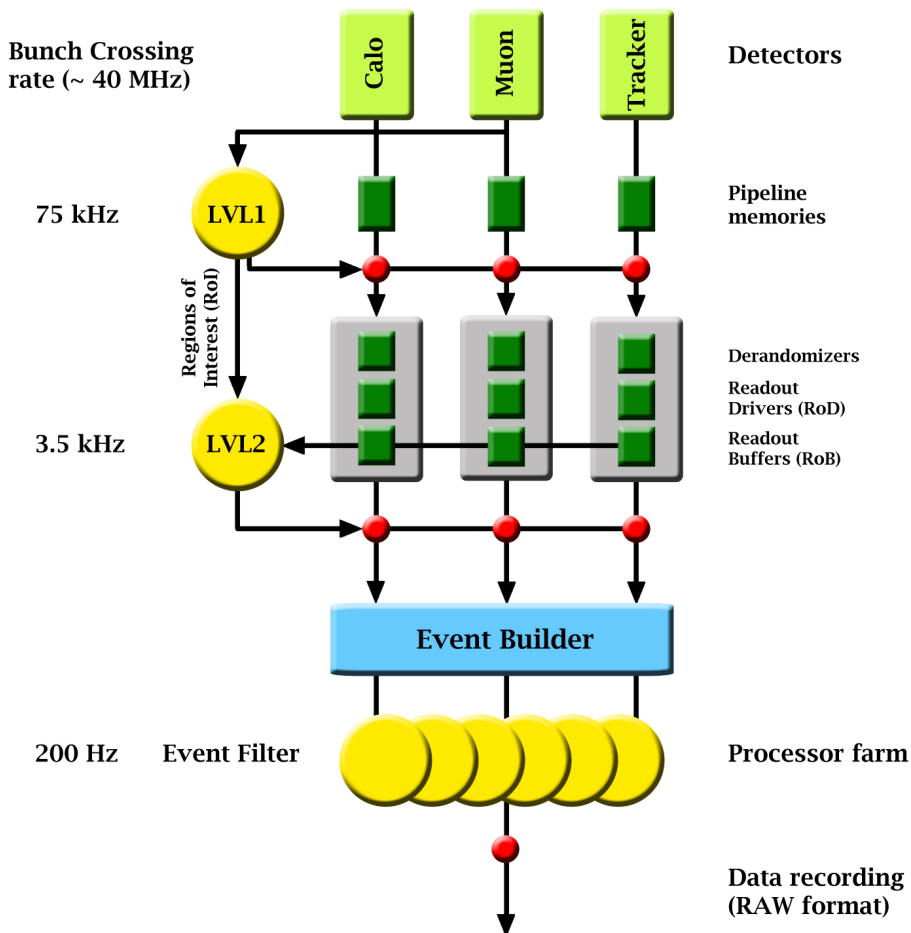 Bunch Crossing
rate (~ 40 MHz)
Calo
Muon
Tracker
Detectors
75 kHz
LVL1
Pipeline
memories
Regions of
Interest (RoI)
Derandomizers
Readout
Drivers (RoD)
3.5 kHz
LVL2
Readout
Buffers (RoB)
Event Builder
200 Hz
Event Filter
Processor farm
Data recording
(RAW format)